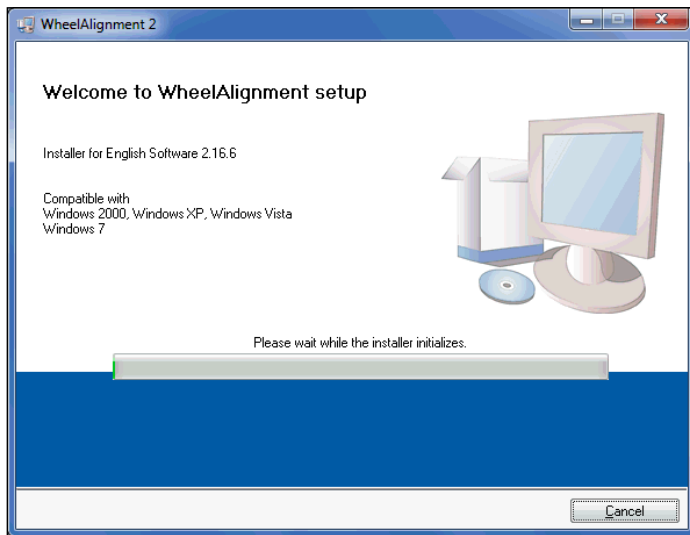 WheelAlignment 2
Welcome to WheelAlignment setup
Installer for English Software 2.16.6
Compatible with
Windows 2000, Windows XP, Windows Vista
Windows 7
Please wait while the installer initializes.
Cancel